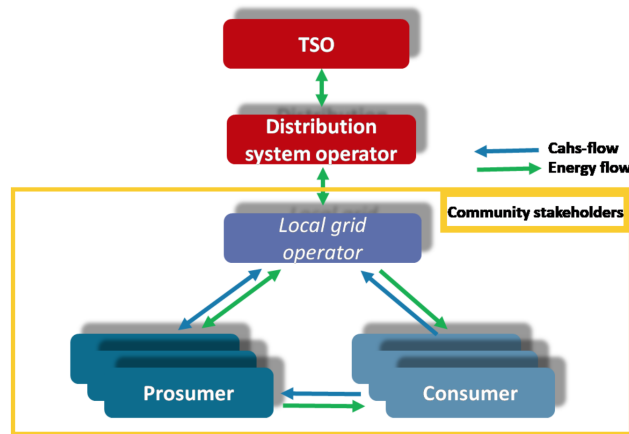 TSO
Distribution
system operator
Cahs-flow
Energy flow
Community stakeholders
Local grid
operator
Prosumer
Consumer